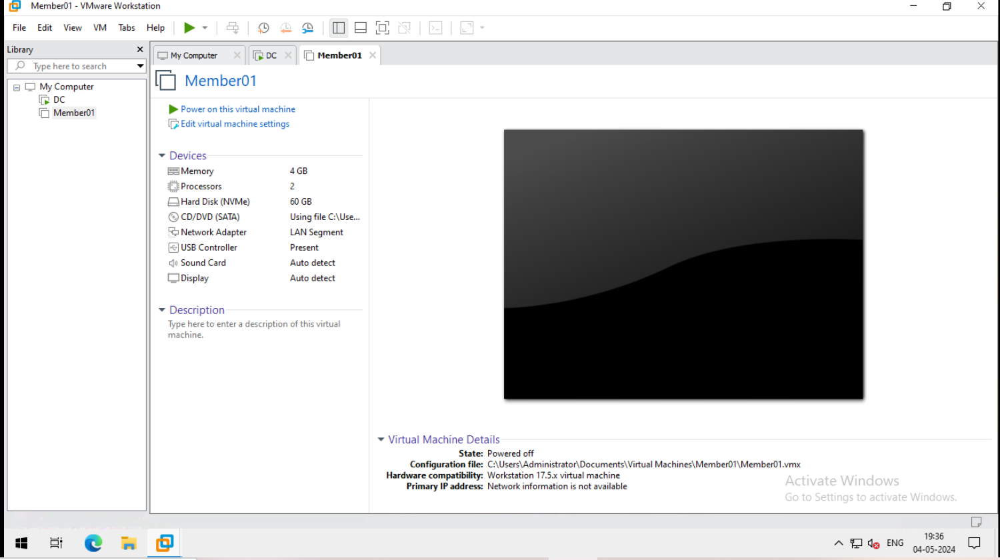 Member01 - VMware Workstation
File Edit View VM Tabs Help
Library
Type here to search
My Computer
DC
Member01
My Computer
DC
Member01
Member01
Power on this virtual machine
Edit virtual machine settings
Devices
Memory 4 GB
Processors 2
Hard Disk (NVMe) 60 GB
CD/DVD (SATA) Using file C:\Use...
Network Adapter LAN Segment
USB Controller Present
Sound Card Auto detect
Display Auto detect
Description
Type here to enter a description of this virtual
machine.
Virtual Machine Details
State: Powered off
Configuration file: C:\Users\Administrator\Documents\Virtual Machines\Member01\Member01.vmx
Hardware compatibility: Workstation 17.5.x virtual machine
Primary IP address: Network information is not available
Activate Windows
Go to Settings to activate Windows.
ENG
19:36
04-05-2024